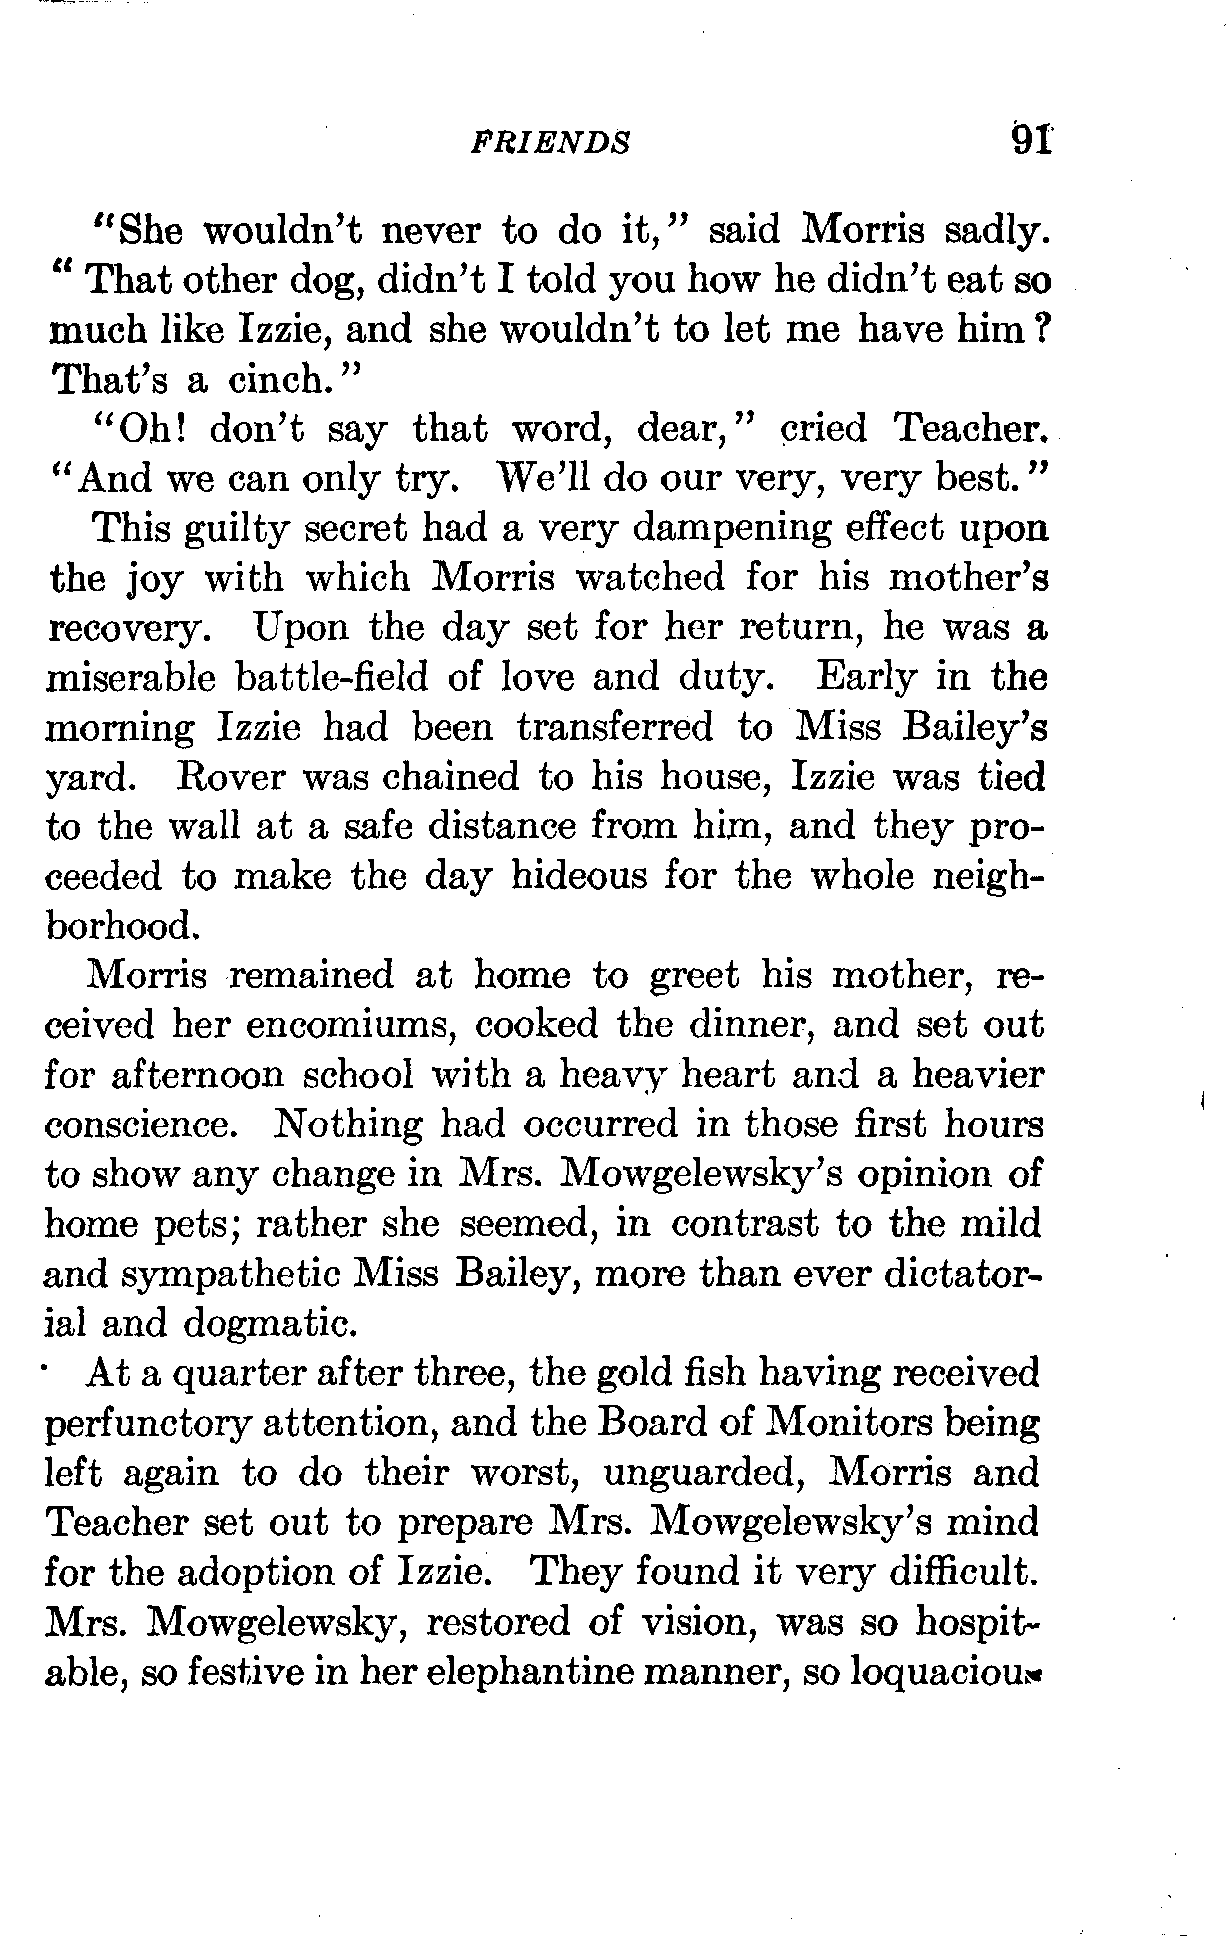 FRIENDS 91
"She wouldn't never to do it," said Morris sadly.
"That other dog, didn't I told you how he didn't eat so
much like Izzie, and she wouldn't to let me have him?
That's a cinch."
"Oh! don't say that word, dear," cried Teacher.
"And we can only try. We'll do our very, very best."
This guilty secret had a very dampening effect upon
the joy with which Morris watched for his mother's
recovery. Upon the day set for her return, he was a
miserable battle-field of love and duty. Early in the
morning Izzie had been transferred to Miss Bailey's
yard. Rover was chained to his house, Izzie was tied
to the wall at a safe distance from him, and they pro-
ceeded to make the day hideous for the whole neigh-
borhood.
Morris remained at home to greet his mother, re-
ceived her encomiums, cooked the dinner, and set out
for afternoon school with a heavy heart and a heavier
conscience. Nothing had occurred in those first hours
to show any change in Mrs. Mowgelewsky's opinion of
home pets; rather she seemed, in contrast to the mild
and sympathetic Miss Bailey, more than ever dictator-
ial and dogmatic.
At a quarter after three, the gold fish having received
perfunctory attention, and the Board of Monitors being
left again to do their worst, unguarded, Morris and
Teacher set out to prepare Mrs. Mowgelewsky's mind
for the adoption of Izzie. They found it very difficult.
Mrs. Mowgelewsky, restored of vision, was so hospit-
able, so festive in her elephantine manner, so loquacious